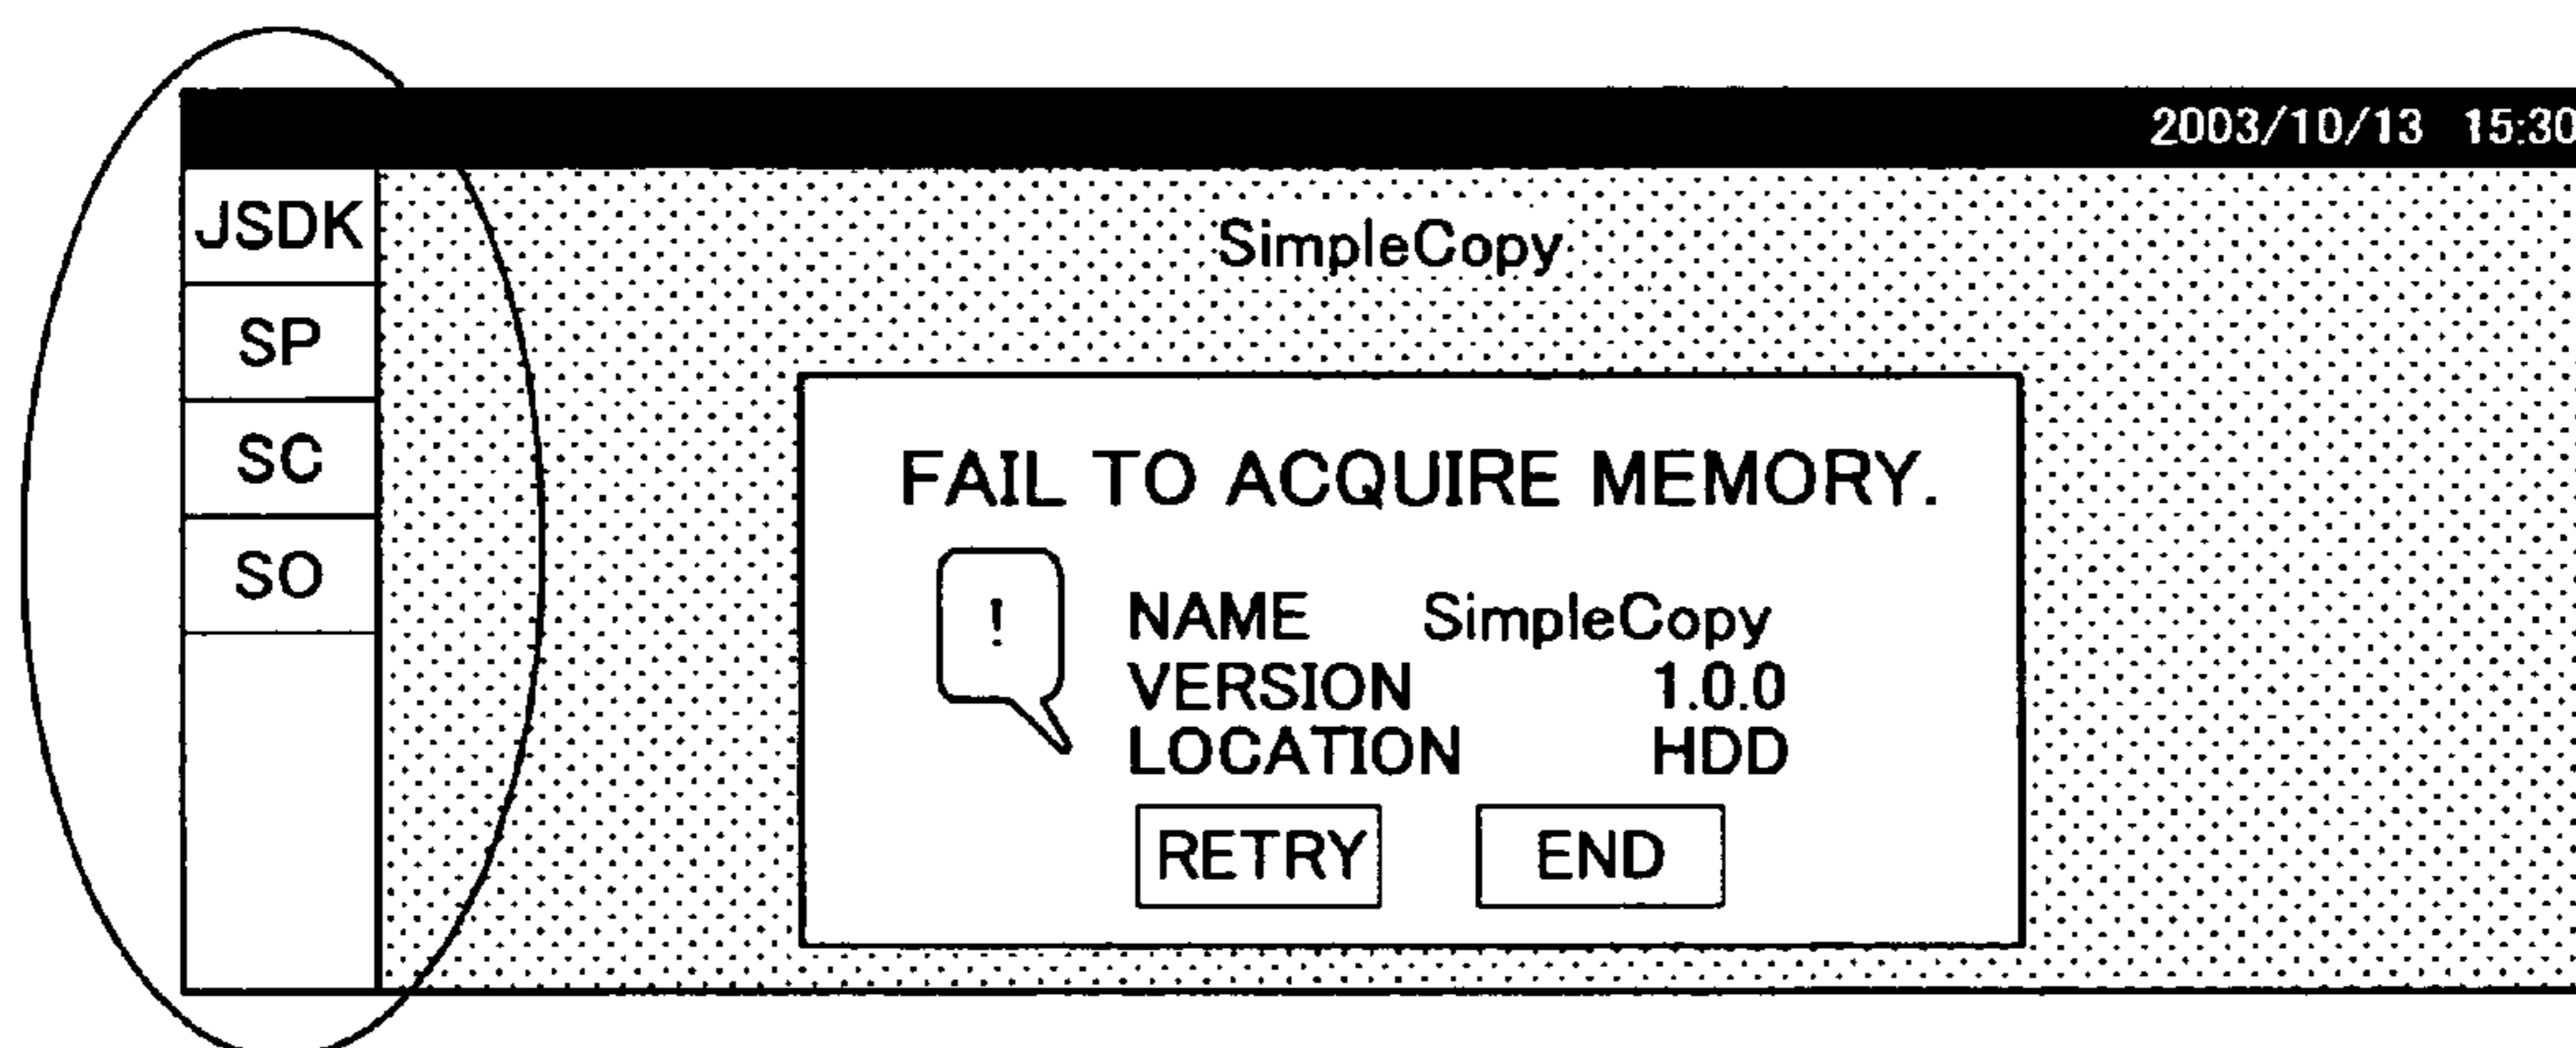 2003/10/13 15:30
JSDK
SP
SC
SO
SimpleCopy
FAIL TO ACQUIRE MEMORY.
!
NAME SimpleCopy
VERSION 1.0.0
LOCATION HDD
RETRY END